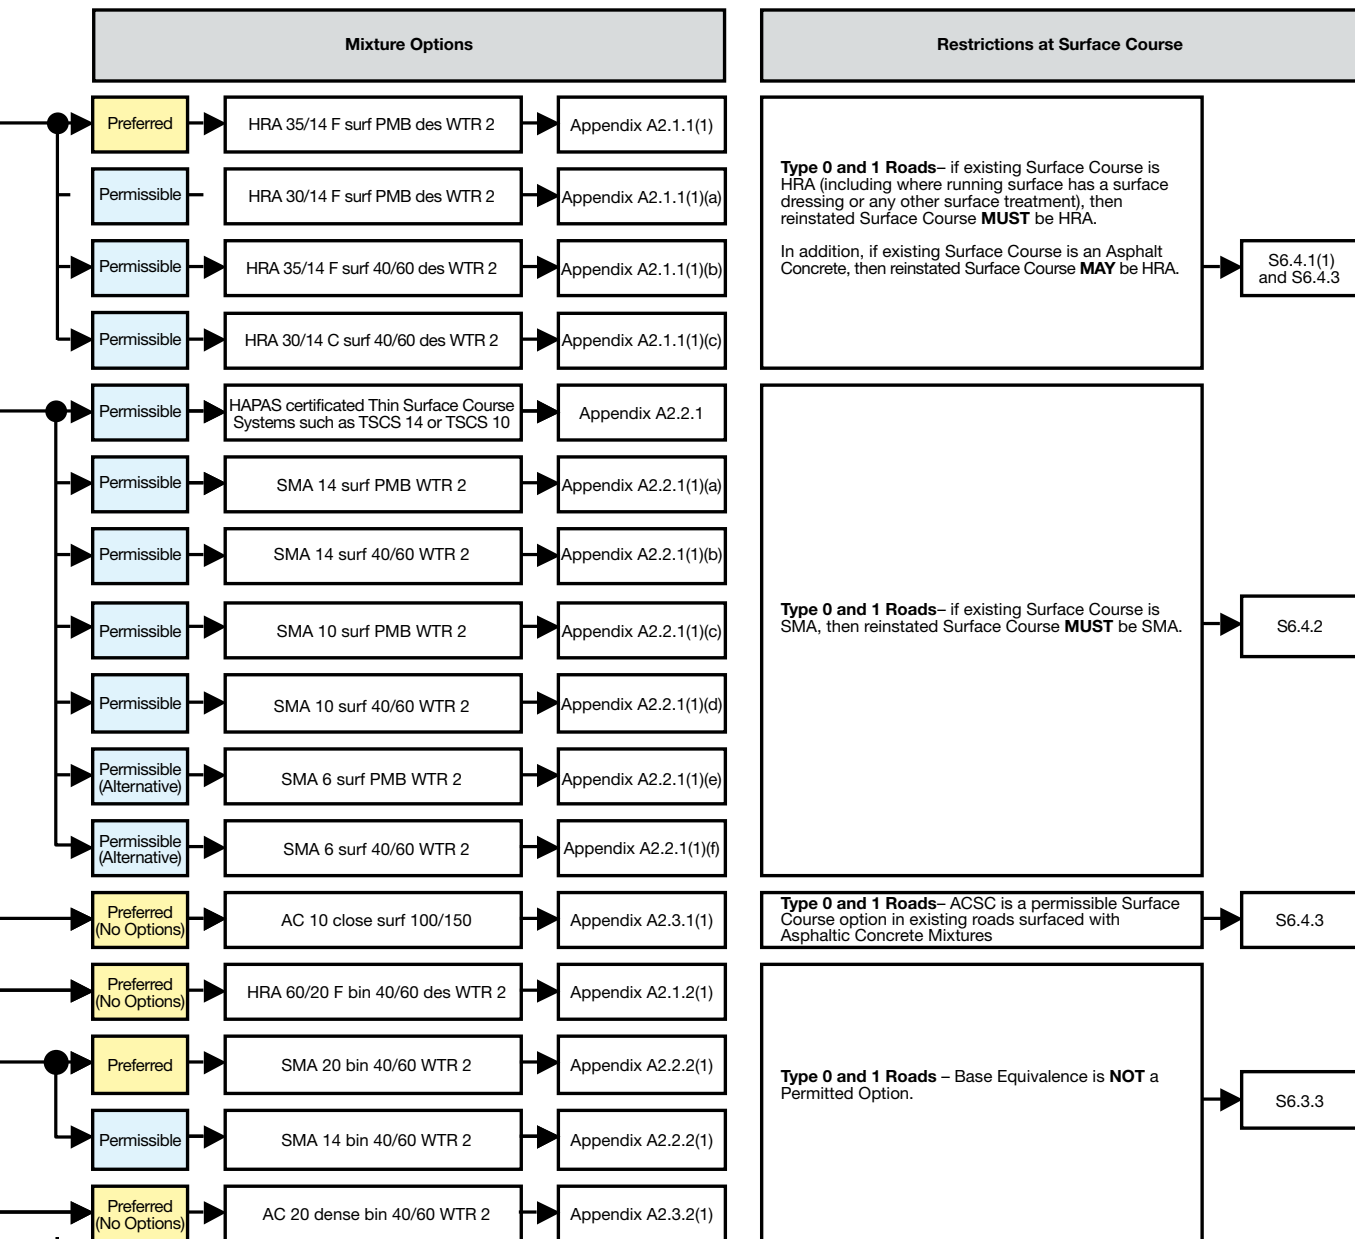 Mixture Options
Restrictions at Surface Course
Preferred
HRA 35/14 F surf PMB des WTR 2
Appendix A2.1.1(1)
Permissible
HRA 30/14 F surf PMB des WTR 2
Appendix A2.1.1(1)(a)
Permissible
HRA 35/14 F surf 40/60 des WTR 2
Appendix A2.1.1(1)(b)
Permissible
HRA 30/14 C surf 40/60 des WTR 2
Appendix A2.1.1(1)(c)
Type 0 and 1 Roads– if existing Surface Course is
HRA (including where running surface has a surface
dressing or any other surface treatment), then
reinstated Surface Course MUST be HRA.
In addition, if existing Surface Course is an Asphalt
Concrete, then reinstated Surface Course MAY be HRA.
S6.4.1(1)
and S6.4.3
Permissible
HAPAS certificated Thin Surface Course
Systems such as TSCS 14 or TSCS 10
Appendix A2.2.1
Permissible
SMA 14 surf PMB WTR 2
Appendix A2.2.1(1)(a)
Permissible
SMA 14 surf 40/60 WTR 2
Appendix A2.2.1(1)(b)
Permissible
SMA 10 surf PMB WTR 2
Appendix A2.2.1(1)(c)
Permissible
SMA 10 surf 40/60 WTR 2
Appendix A2.2.1(1)(d)
Permissible
(Alternative)
SMA 6 surf PMB WTR 2
Appendix A2.2.1(1)(e)
Permissible
(Alternative)
SMA 6 surf 40/60 WTR 2
Appendix A2.2.1(1)(f)
Type 0 and 1 Roads– if existing Surface Course is
SMA, then reinstated Surface Course MUST be SMA.
S6.4.2
Preferred
(No Options)
AC 10 close surf 100/150
Appendix A2.3.1(1)
Type 0 and 1 Roads– ACSC is a permissible Surface
Course option in existing roads surfaced with
Asphaltic Concrete Mixtures
S6.4.3
Preferred
(No Options)
HRA 60/20 F bin 40/60 des WTR 2
Appendix A2.1.2(1)
Preferred
SMA 20 bin 40/60 WTR 2
Appendix A2.2.2(1)
Permissible
SMA 14 bin 40/60 WTR 2
Appendix A2.2.2(1)
Preferred
(No Options)
AC 20 dense bin 40/60 WTR 2
Appendix A2.3.2(1)
Type 0 and 1 Roads – Base Equivalence is NOT a
Permitted Option.
S6.3.3